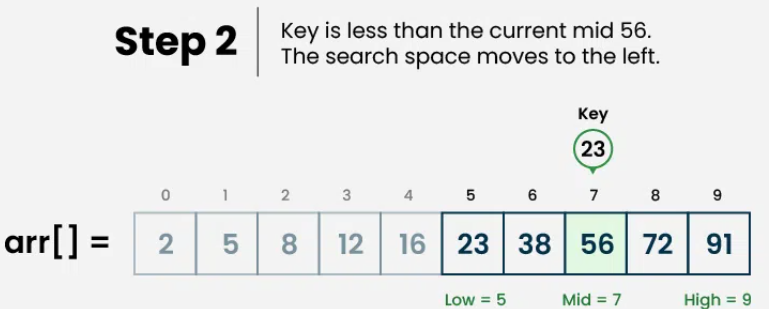 Step 2
Key is less than the current mid 56.
The search space moves to the left.
Key
23
0 1 2 3 4 5 6 7 8 9
arr[] = 2 5 8 12 16 23 38 56 72 91
Low = 5 Mid = 7 High = 9